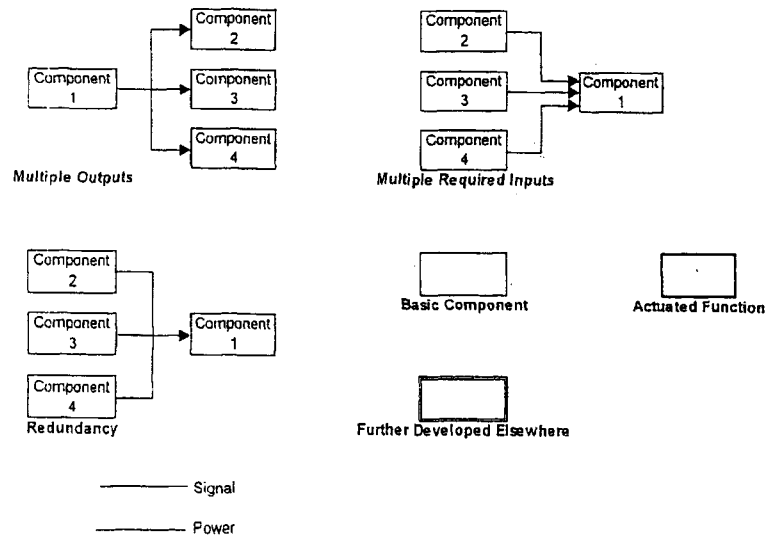 Component
2
Component
1
Component
3
Component
4
Multiple Outputs
Component
2
Component
3
Component
1
Component
4
Multiple Required Inputs
Component
2
Component
3
Component
1
Component
4
Redundancy
Basic Component
Actuated Function
Further Developed Elsewhere
Signal
Power